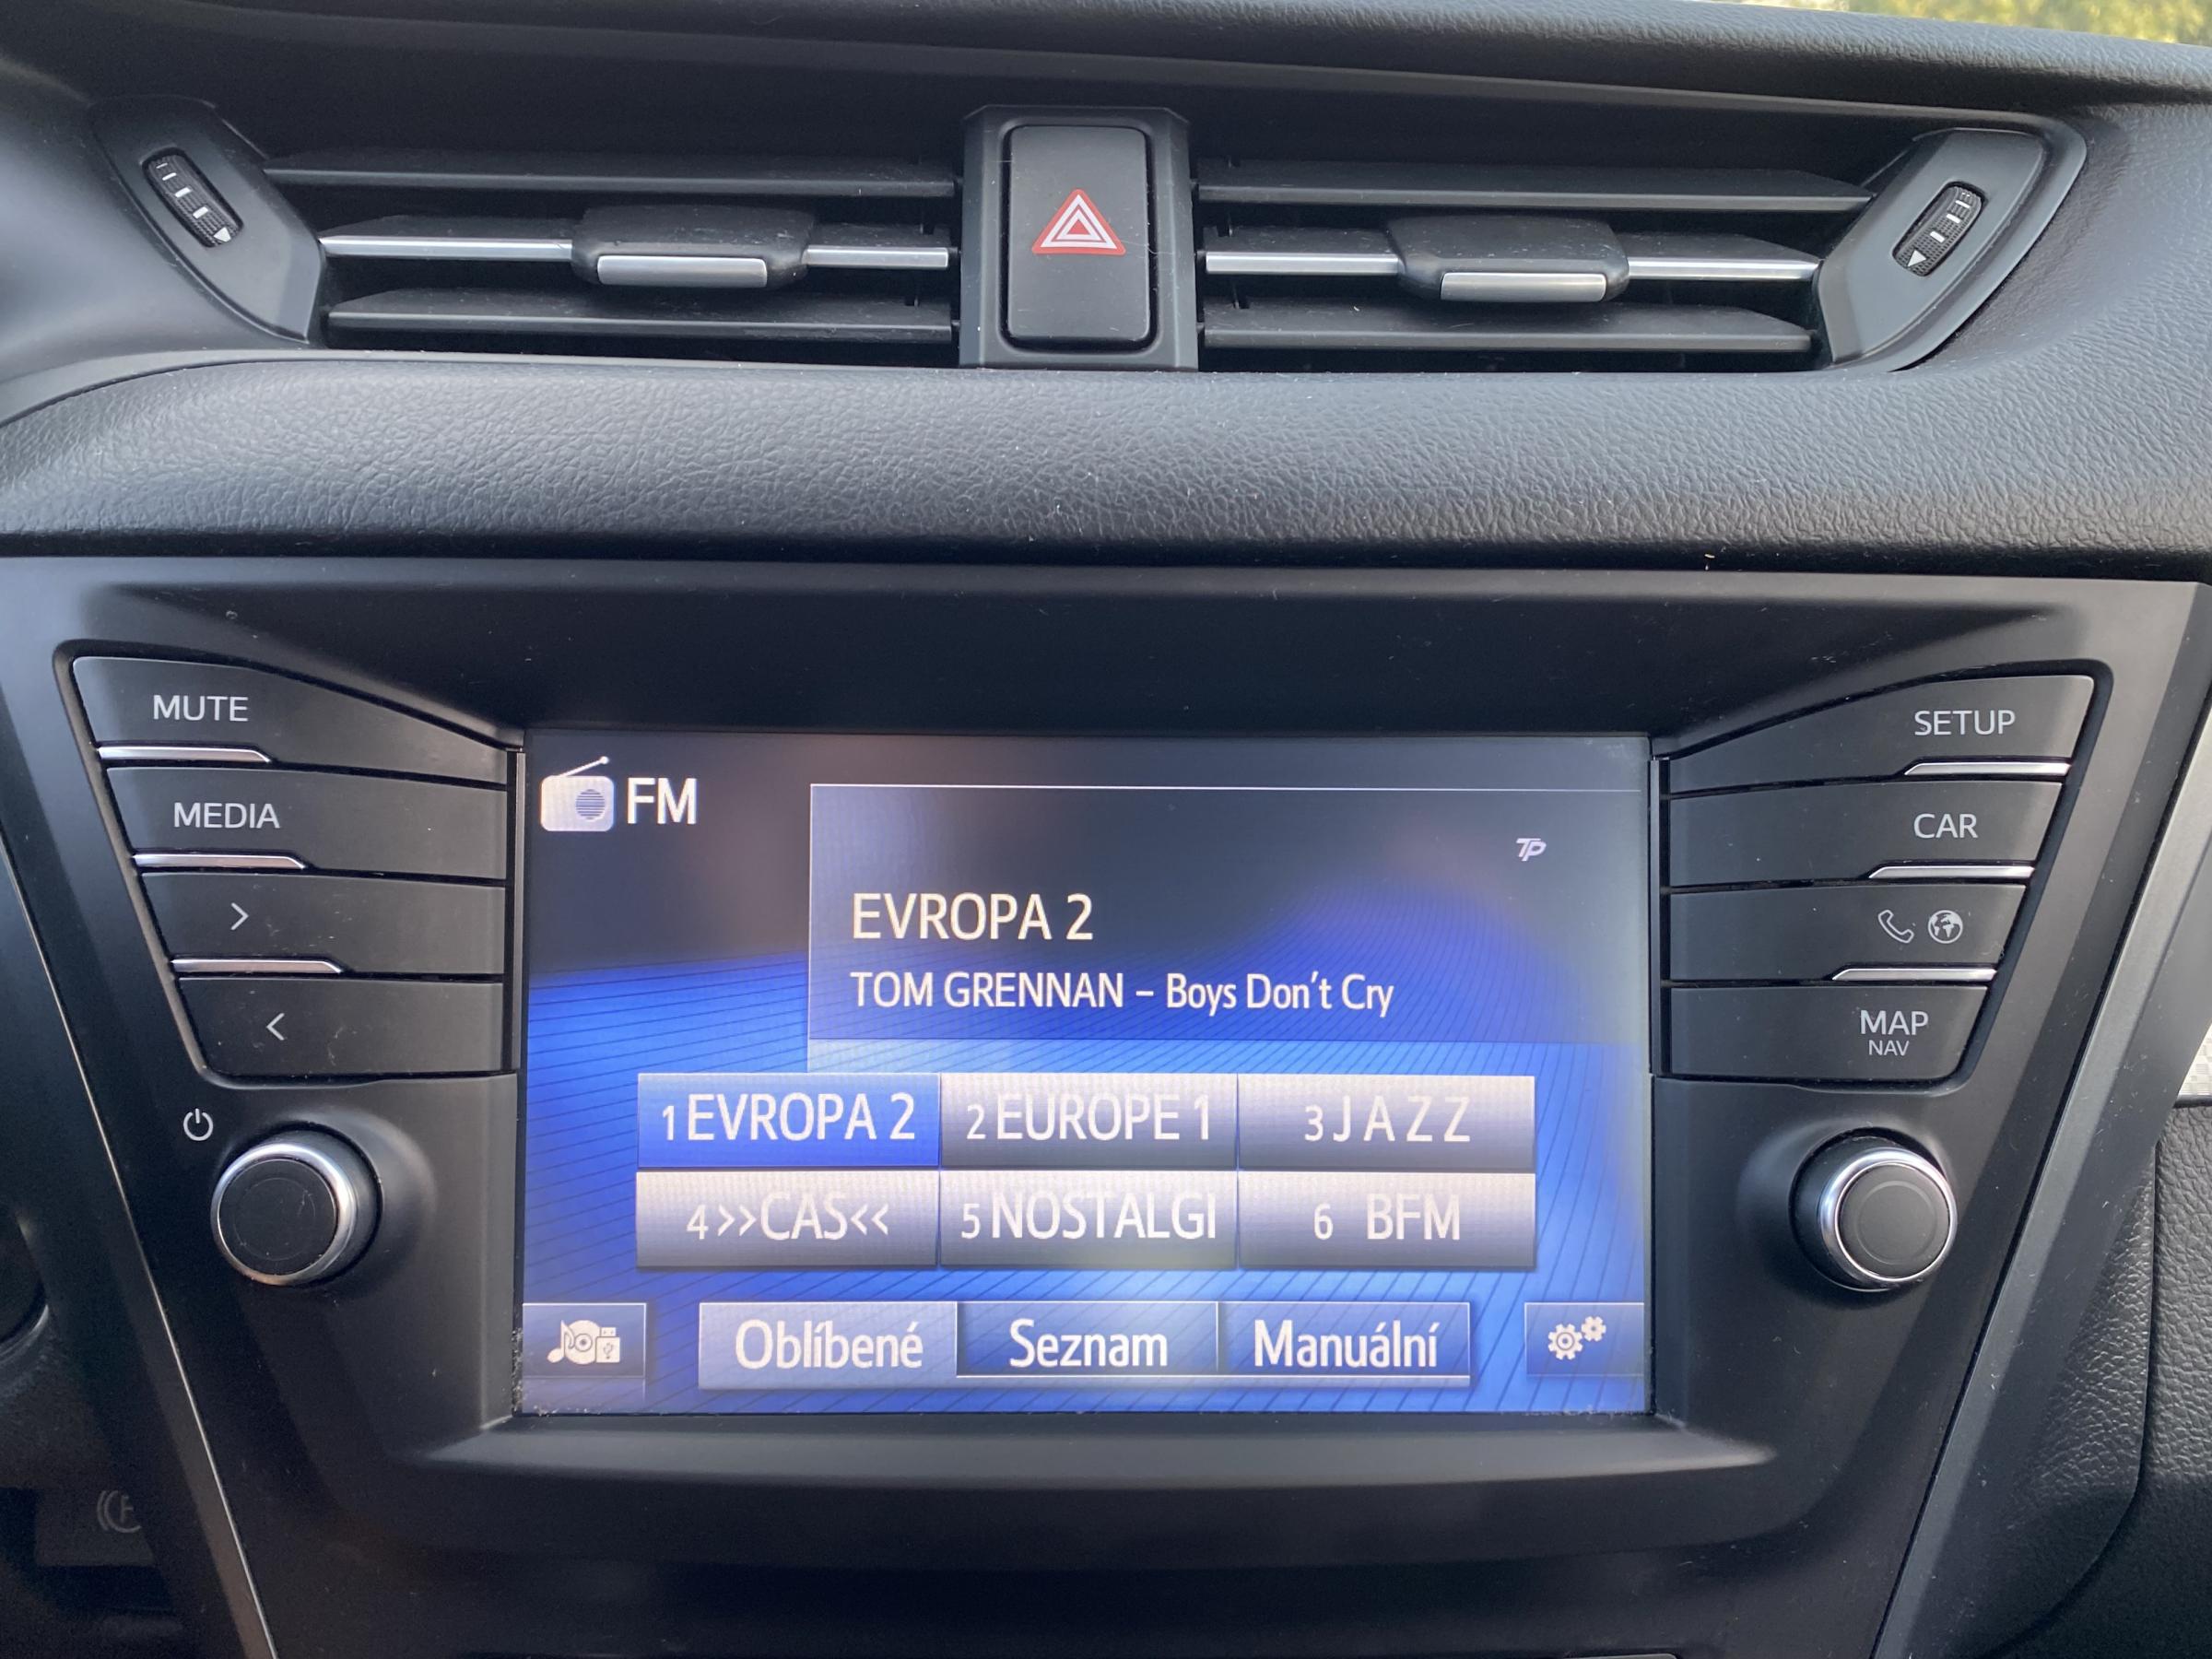 MUTE
MEDIA
>
<
SETUP
CAR
MAP
NAV
FM
TP
EVROPA 2
TOM GRENNAN – Boys Don't Cry
1 EVROPA 2
2 EUROPE 1
3 J A Z Z
4 >>CAS<<
5 NOSTALGI
6 BFM
Oblíbené
Seznam
Manuální